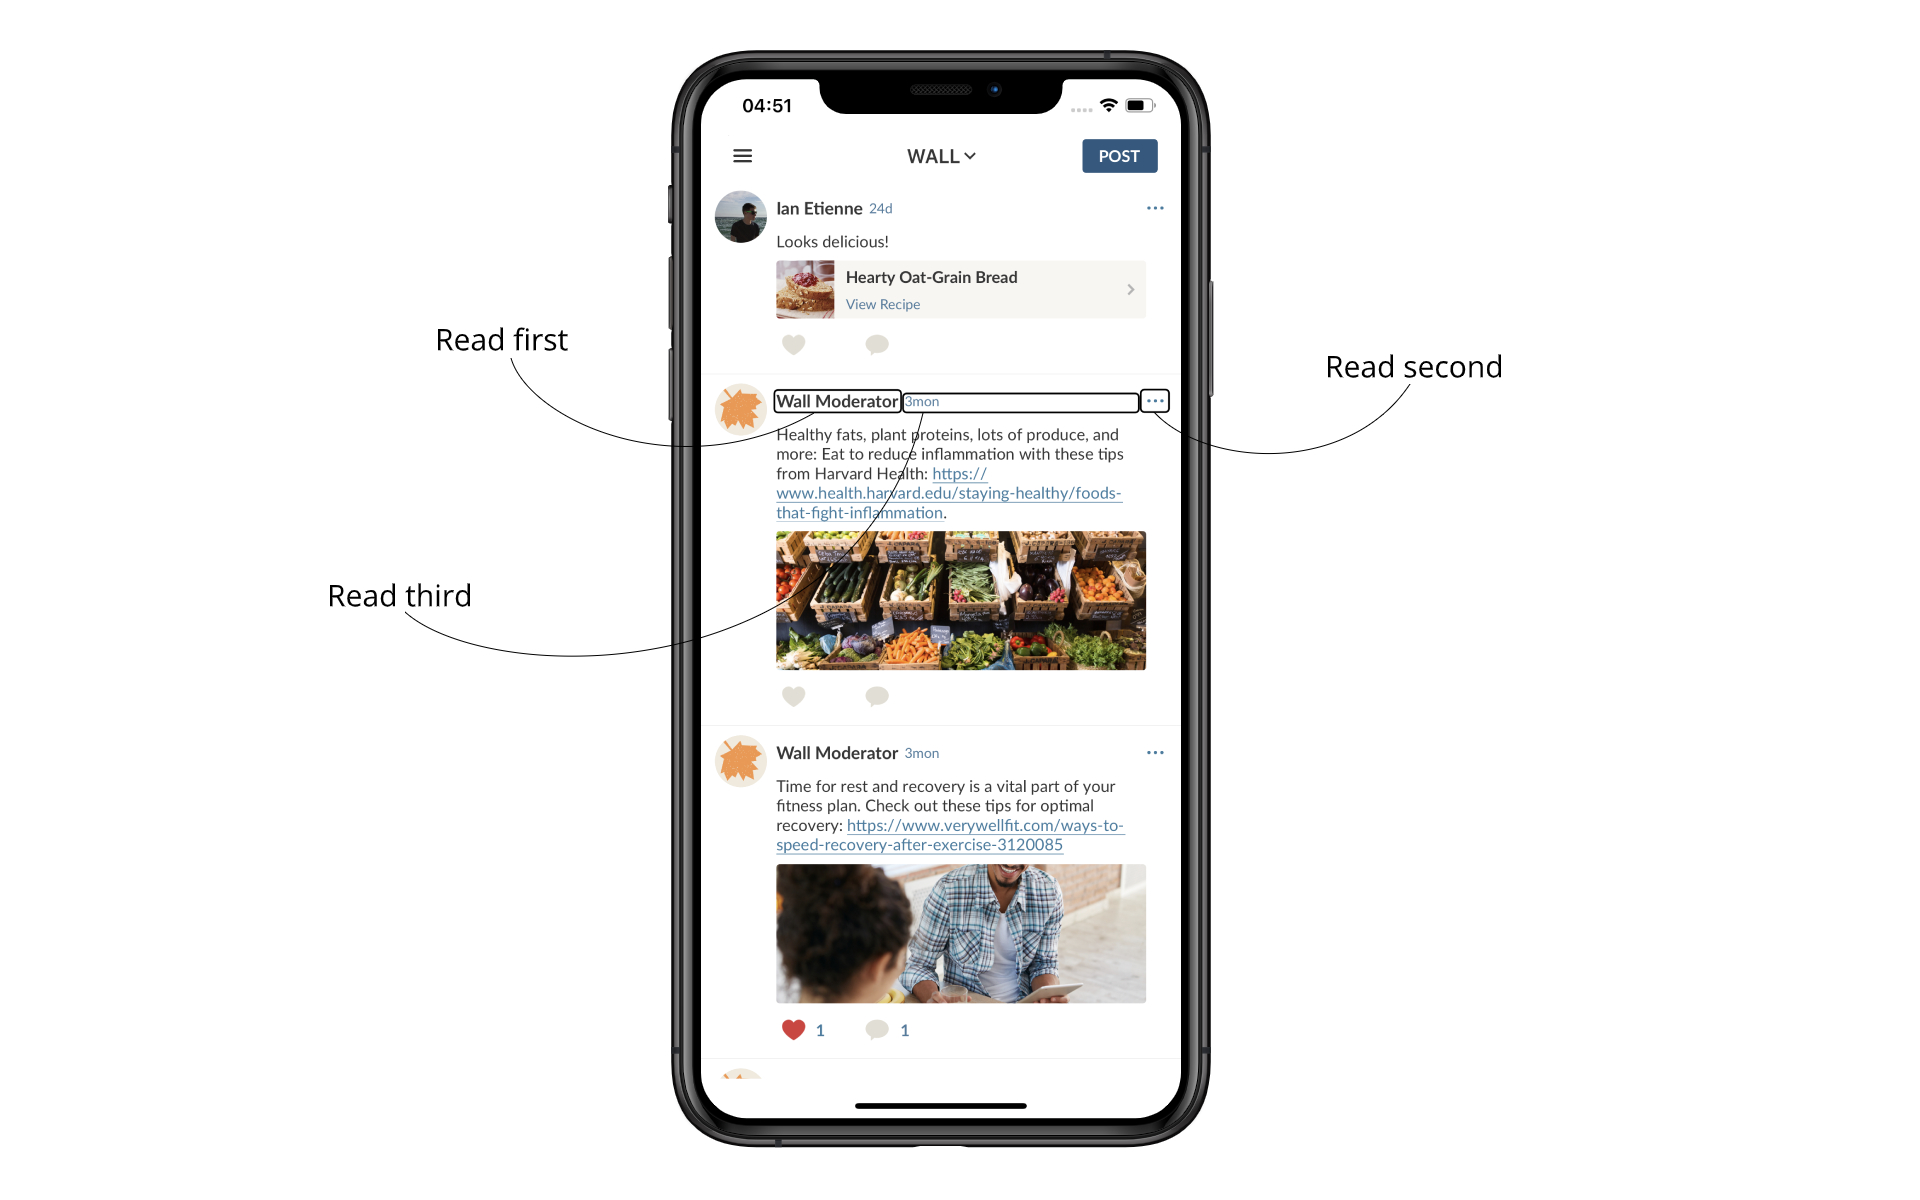 04:51
WALL
POST
Ian Etienne 24d
Looks delicious!
Hearty Oat-Grain Bread
View Recipe
Read first
Read second
Wall Moderator 3mon
Healthy fats, plant proteins, lots of produce, and
more: Eat to reduce inflammation with these tips
from Harvard Health: https://
www.health.harvard.edu/staying-healthy/foods-
that-fight-inflammation.
Read third
Wall Moderator 3mon
Time for rest and recovery is a vital part of your
fitness plan. Check out these tips for optimal
recovery: https://www.verywellfit.com/ways-to-
speed-recovery-after-exercise-3120085
1 1